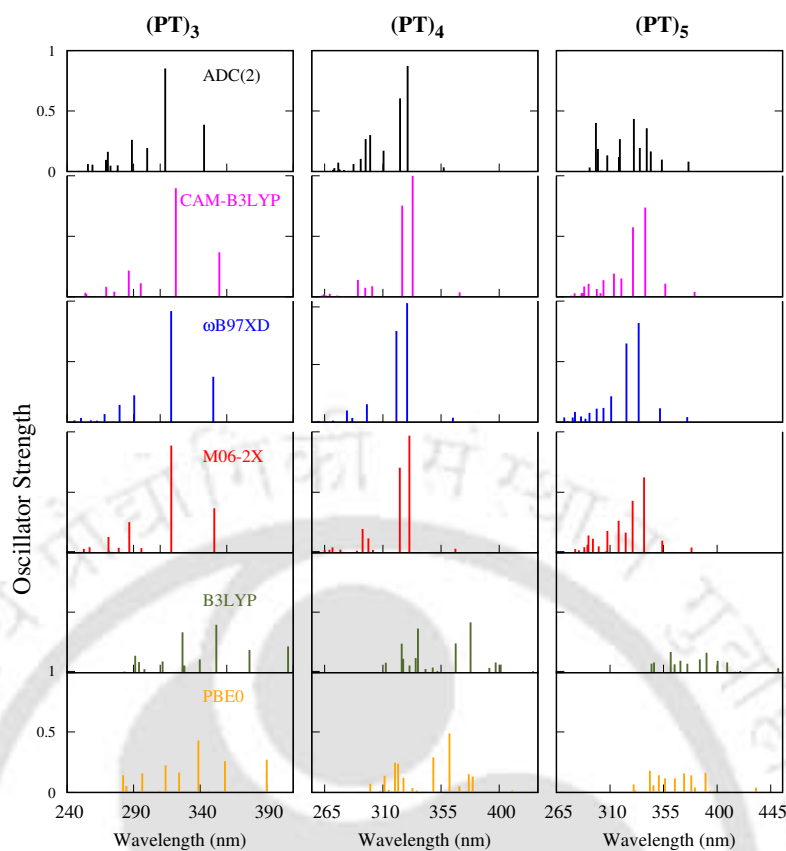 (PT)3 (PT)4 (PT)5
1
ADC(2)
0.5
0
CAM-B3LYP
ωB97XD
M06-2X
B3LYP
1
PBE0
0.5
0
Oscillator Strength
240 290 340 390 265 310 355 400 265 310 355 400 445
Wavelength (nm) Wavelength (nm) Wavelength (nm)